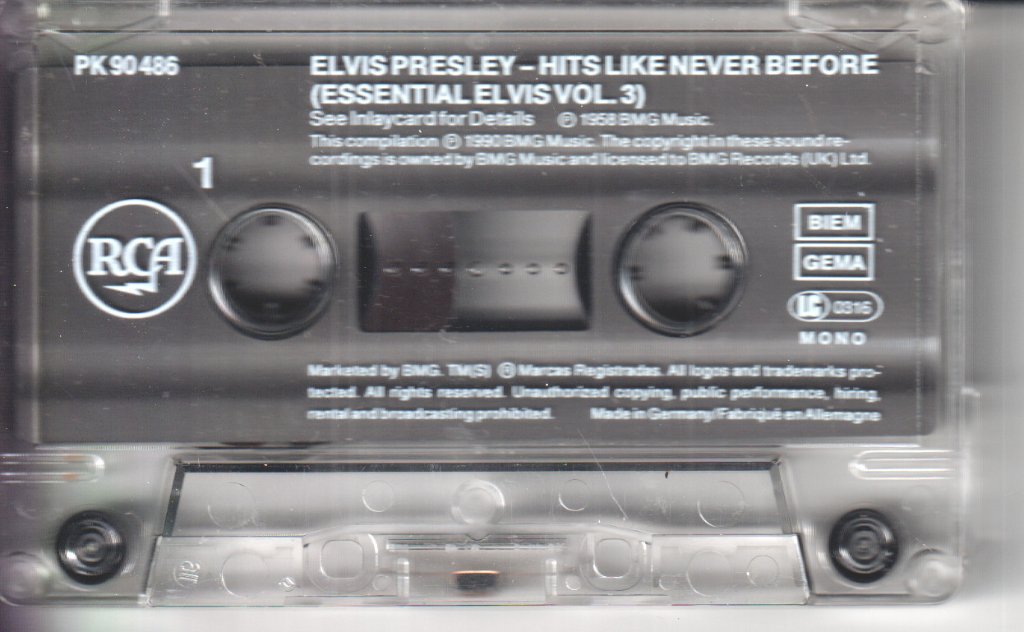 PK 90486
ELVIS PRESLEY – HITS LIKE NEVER BEFORE
(ESSENTIAL ELVIS VOL. 3)
See Inlaycard for Details ℗ 1958 BMG Music.
This compilation ℗ 1990 BMG Music. The copyright in these sound re-
cordings is owned by BMG Music and licensed to BMG Records (UK) Ltd.
1
RCA
BIEM
GEMA
LC 0316
MONO
Marketed by BMG. TM(S) ® Marcas Registradas. All logos and trademarks pro-
tected. All rights reserved. Unauthorized copying, public performance, hiring,
rental and broadcasting prohibited. Made in Germany/Fabriqué en Allemagne